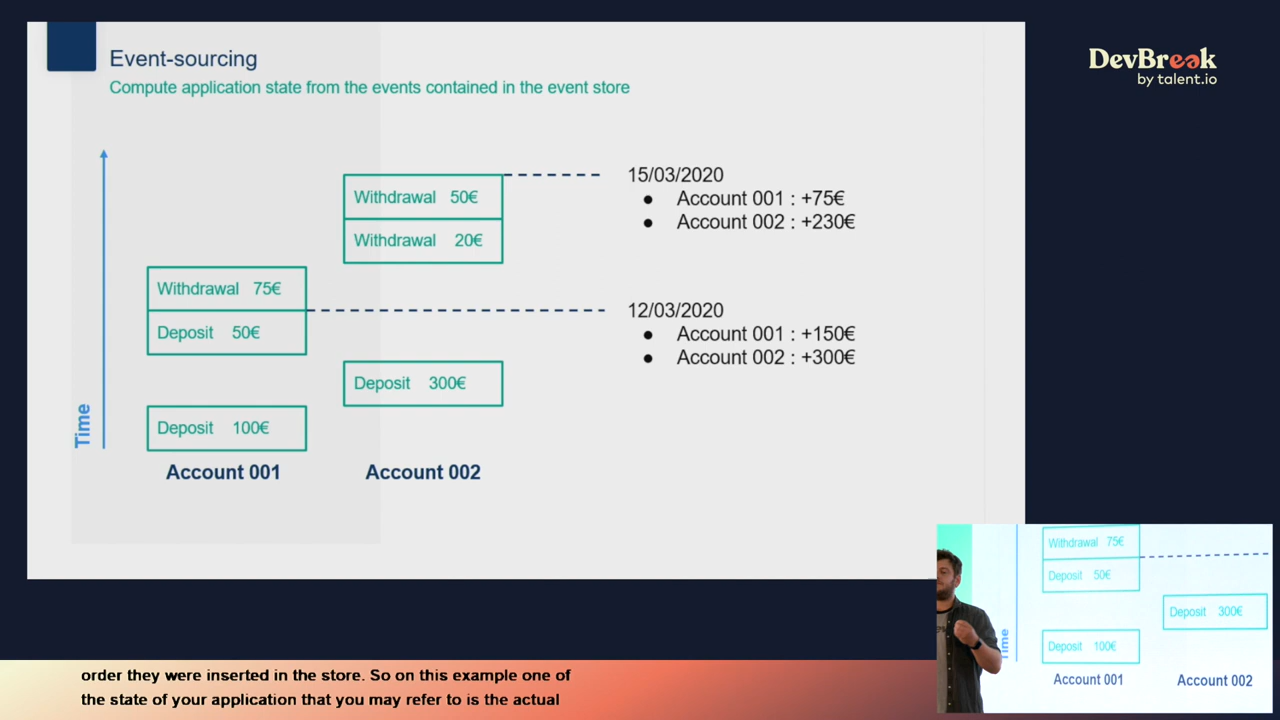 Event-sourcing
Compute application state from the events contained in the event store
DevBreak
by talent.io
15/03/2020
● Account 001 : +75€
● Account 002 : +230€
Withdrawal 50€
Withdrawal 20€
Withdrawal 75€
Deposit 50€
12/03/2020
● Account 001 : +150€
● Account 002 : +300€
Deposit 300€
Deposit 100€
Time
Account 001
Account 002
Withdrawal 75€
Deposit 50€
Deposit 300€
Deposit 100€
Time
Account 001
Account 002
order they were inserted in the store. So on this example one of
the state of your application that you may refer to is the actual